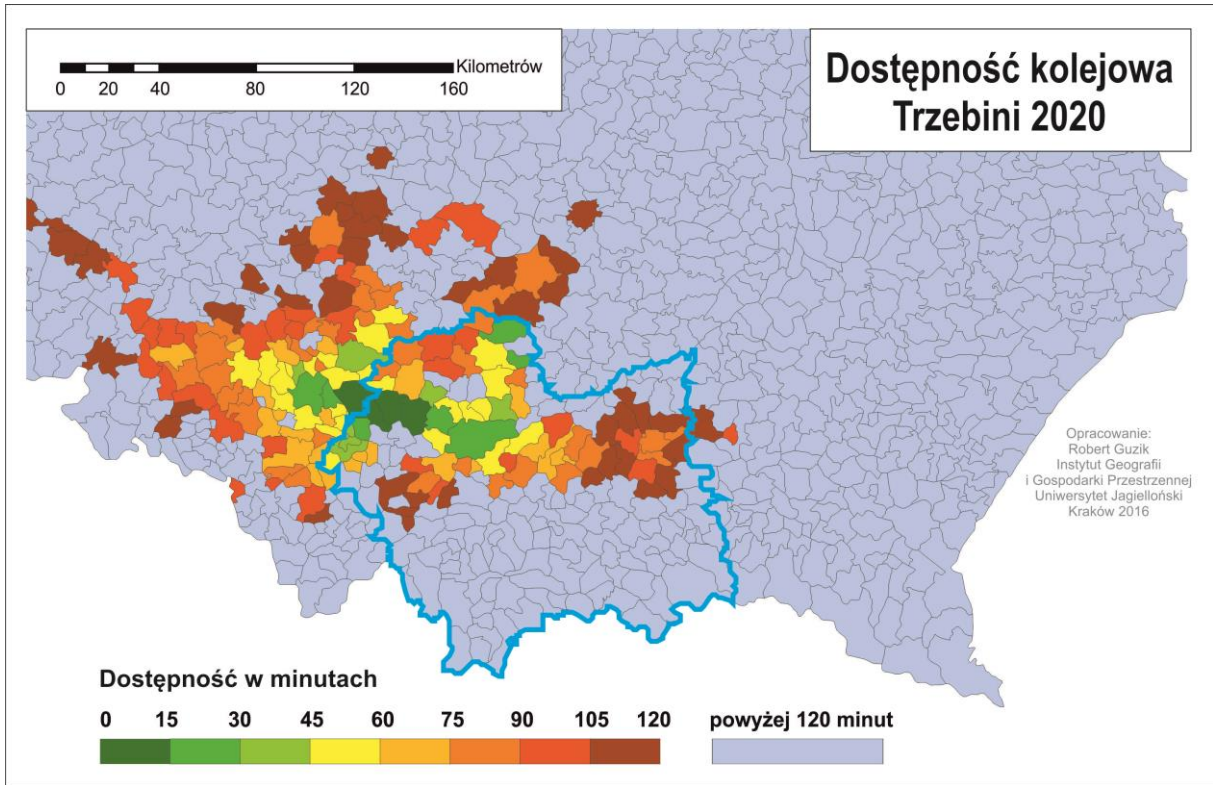 Kilometrów
0 20 40 80 120 160
Dostępność kolejowa
Trzebini 2020
Opracowanie:
Robert Guzik
Instytut Geografii
i Gospodarki Przestrzennej
Uniwersytet Jagielloński
Kraków 2016
Dostępność w minutach
0 15 30 45 60 75 90 105 120
powyżej 120 minut